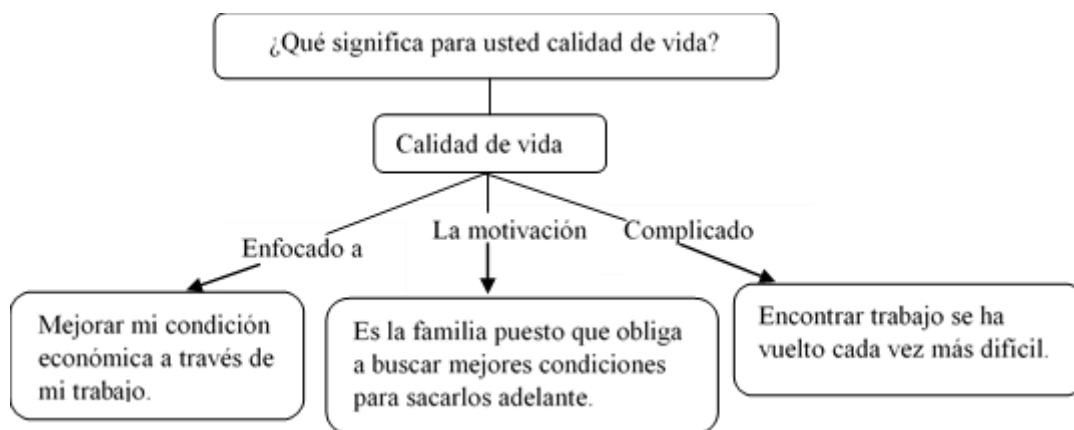 ¿Qué significa para usted calidad de vida?
Calidad de vida
Enfocado a
La motivación
Complicado
Mejorar mi condición
económica a través de
mi trabajo.
Es la familia puesto que obliga
a buscar mejores condiciones
para sacarlos adelante.
Encontrar trabajo se ha
vuelto cada vez más difícil.